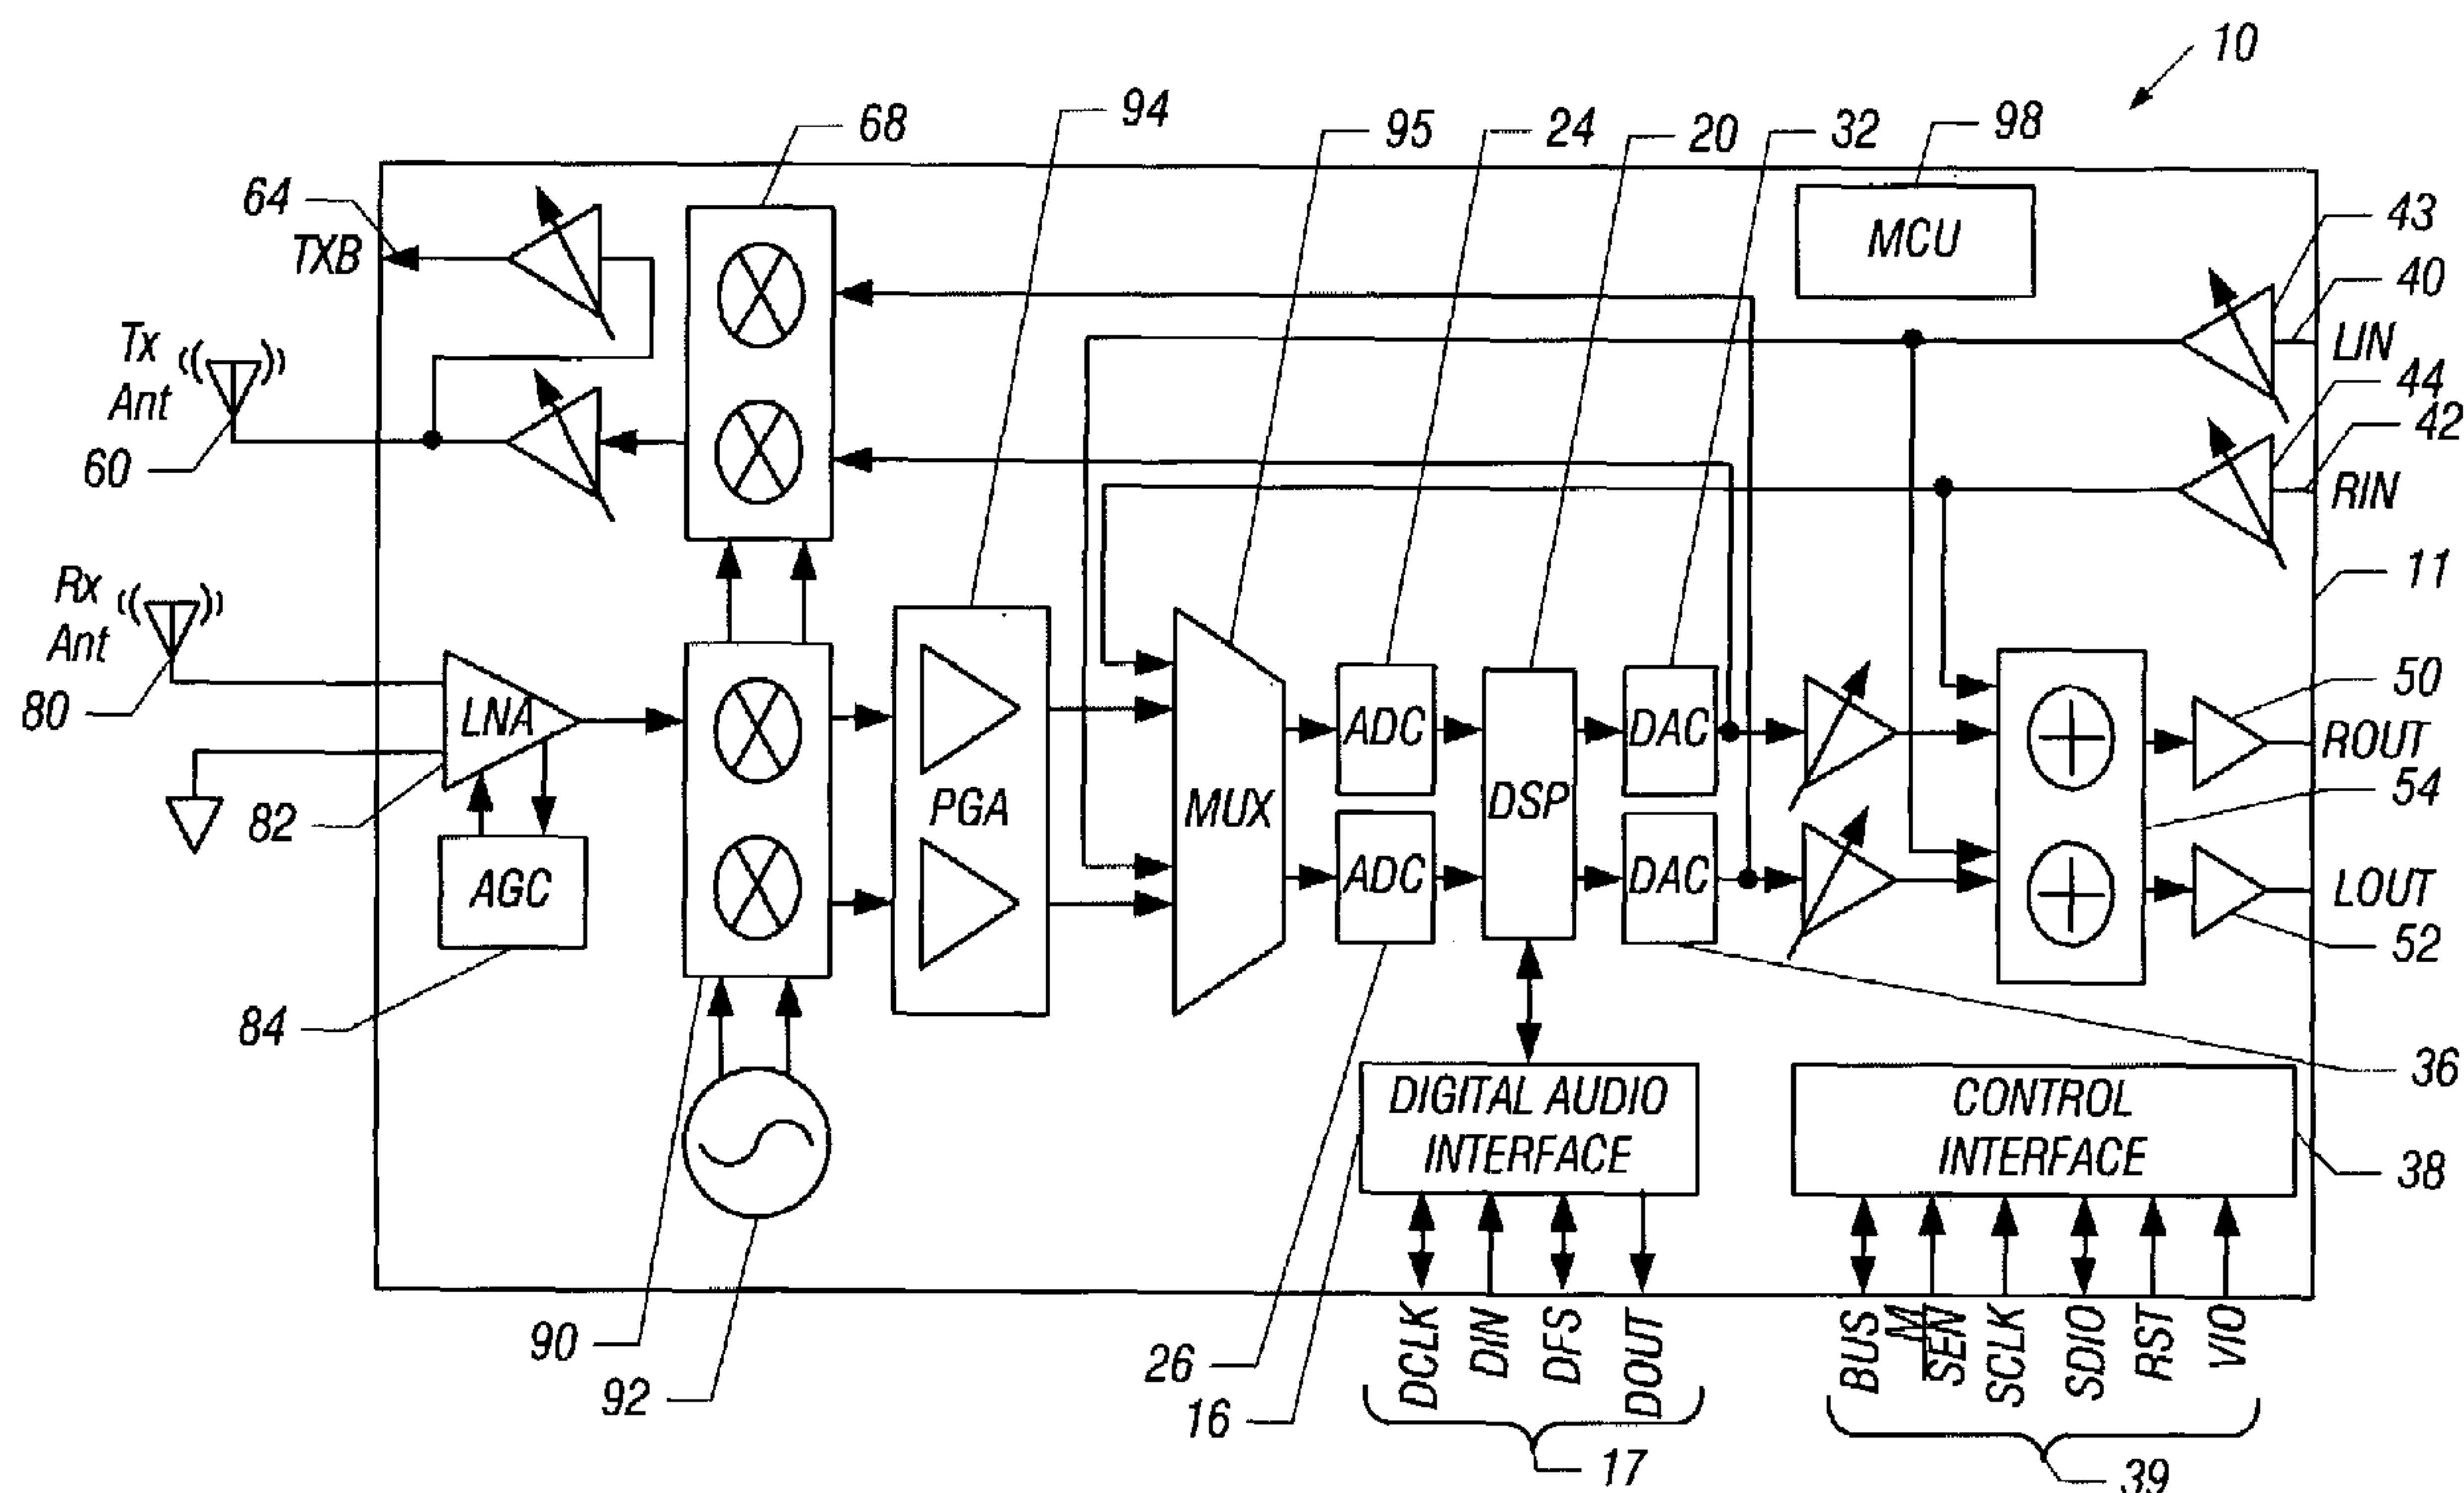 10
94
95
24
20
32
98
68
64
TXB
MCU
43
40
LIN
Tx
Ant
44
42
60
RIN
Rx
Ant
11
80
LNA
ADC
DAC
50
ROUT
82
PGA
MUX
DSP
54
AGC
ADC
DAC
LOUT
52
84
36
DIGITAL AUDIO
INTERFACE
CONTROL
INTERFACE
38
90
92
26
16
DCLK
DIN
DFS
DOUT
BUS
M
SEN
SCLK
SDIO
RST
VIO
17
39